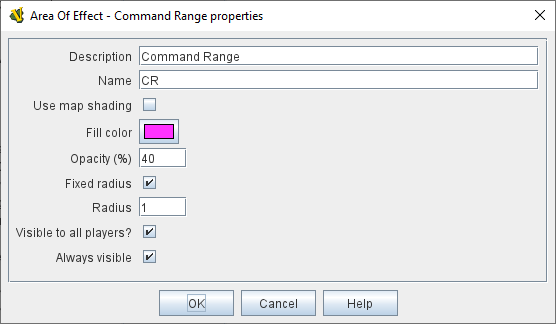 Area Of Effect - Command Range properties
Description Command Range
Name CR
Use map shading
Fill color
Opacity (%) 40
Fixed radius
Radius 1
Visible to all players?
Always visible
OK Cancel Help